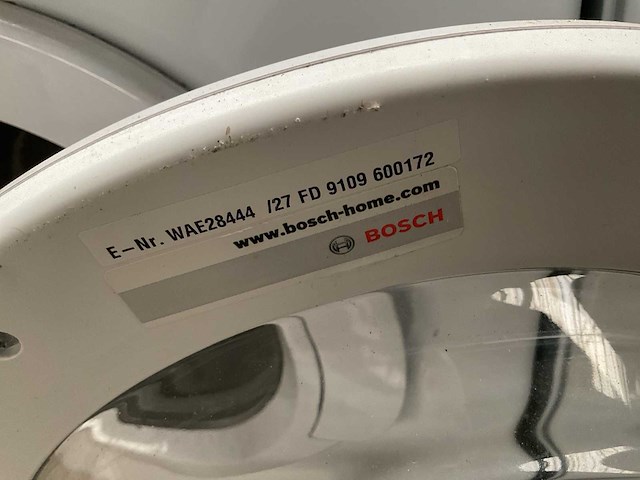 E-Nr. WAE28444 /27 FD 9109 600172
www.bosch-home.com
BOSCH